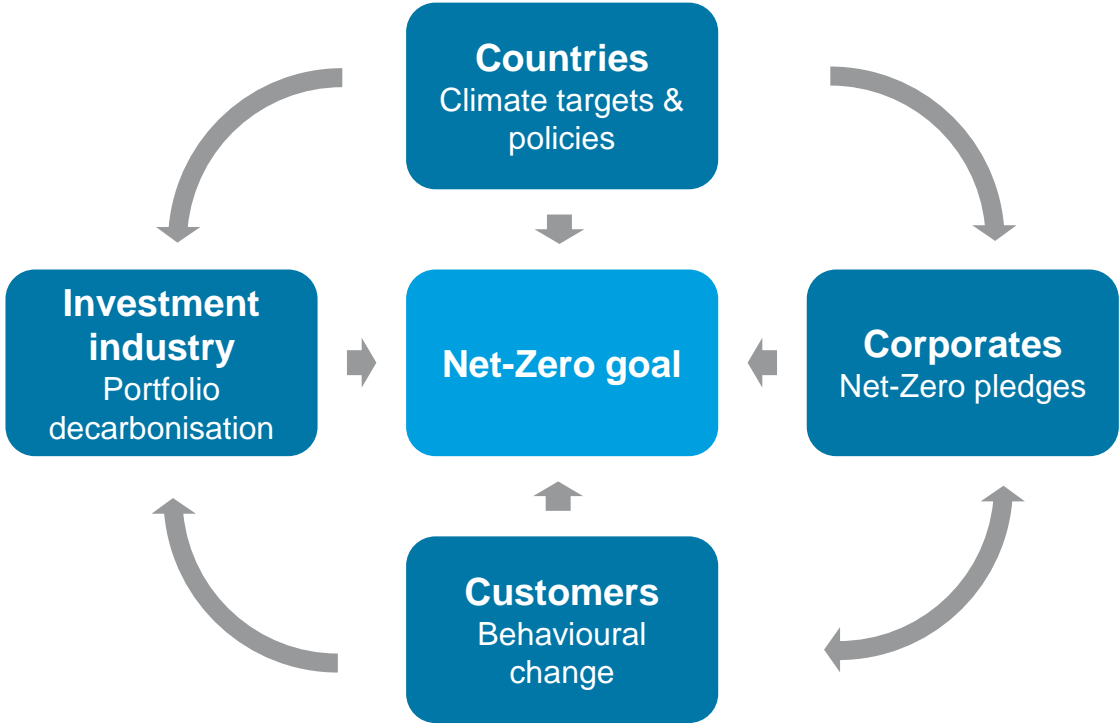 Countries
Climate targets &
policies
Investment
industry
Portfolio
decarbonisation
Net-Zero goal
Corporates
Net-Zero pledges
Customers
Behavioural
change